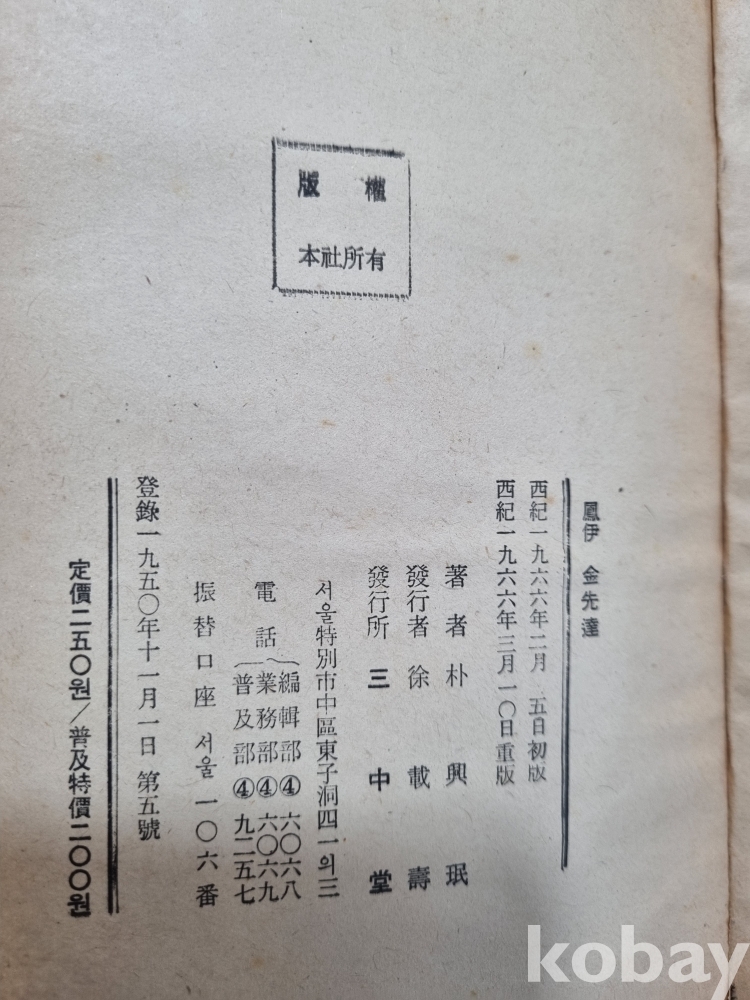 版權
本社所有
鳳伊 金先達
西紀一九六六年二月 五日初版
西紀一九六六年三月一〇日重版
著者 朴興珉
發行者 徐載壽
發行所 三中堂
서울特別市中區東子洞四一의三
電話 編輯部④六〇六八
業務部④六〇六九
普及部④九二五七
振替口座 서울 一〇六番
登錄一九五〇年十一月一日 第五號
定價二五〇원/普及特價二〇〇원
kobay